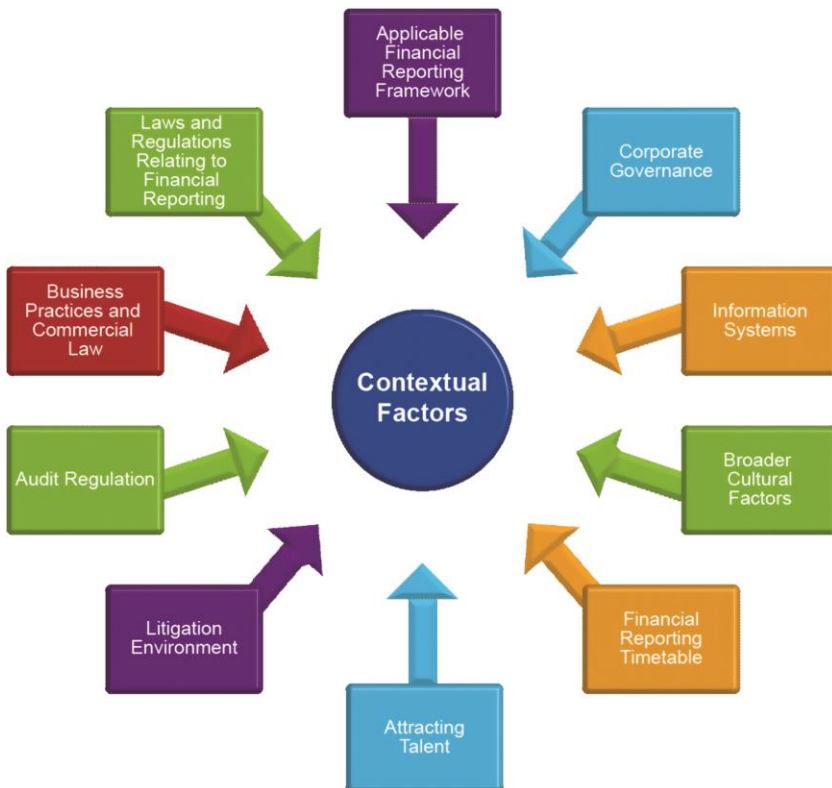 Applicable
Financial
Reporting
Framework
Laws and
Regulations
Relating to
Financial
Reporting
Corporate
Governance
Business
Practices and
Commercial
Law
Information
Systems
Contextual
Factors
Audit Regulation
Broader
Cultural
Factors
Litigation
Environment
Financial
Reporting
Timetable
Attracting
Talent